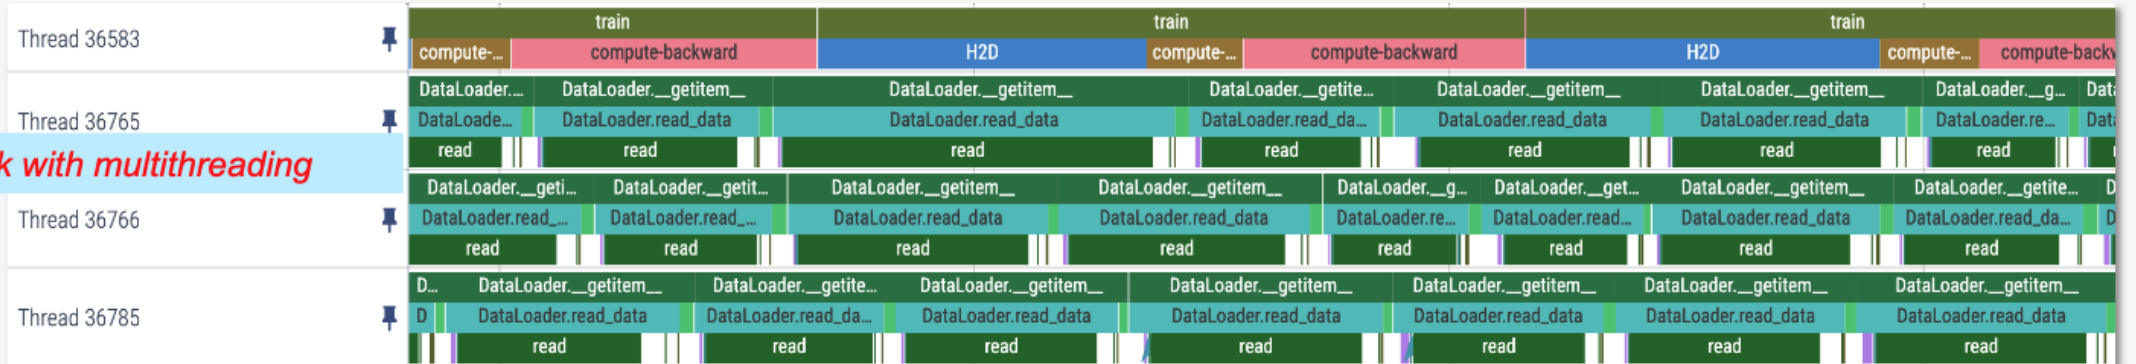 train train train
Thread 36583
compute-... compute-backward H2D compute-... compute-backward H2D compute-... compute-backw
DataLoader.... DataLoader.__getitem__ DataLoader.__getitem__ DataLoader.__getite... DataLoader.__getitem__ DataLoader.__getitem__ DataLoader.__g... Data
Thread 36765
DataLoade... DataLoader.read_data DataLoader.read_data DataLoader.read_da... DataLoader.read_data DataLoader.read_data DataLoader.re... Data
read read read read read read read
k with multithreading
DataLoader.__geti... DataLoader.__getit... DataLoader.__getitem__ DataLoader.__getitem__ DataLoader.__g... DataLoader.__get... DataLoader.__getitem__ DataLoader.__getite... D
Thread 36766
DataLoader.read_... DataLoader.read_... DataLoader.read_data DataLoader.read_data DataLoader.re... DataLoader.read... DataLoader.read_data DataLoader.read_da... D
read read read read read read read read
D... DataLoader.__getitem__ DataLoader.__getite... DataLoader.__getitem__ DataLoader.__getitem__ DataLoader.__getitem__ DataLoader.__getitem__ DataLoader.__getitem__
Thread 36785
D DataLoader.read_data DataLoader.read_da... DataLoader.read_data DataLoader.read_data DataLoader.read_data DataLoader.read_data DataLoader.read_data
read read read read read read read